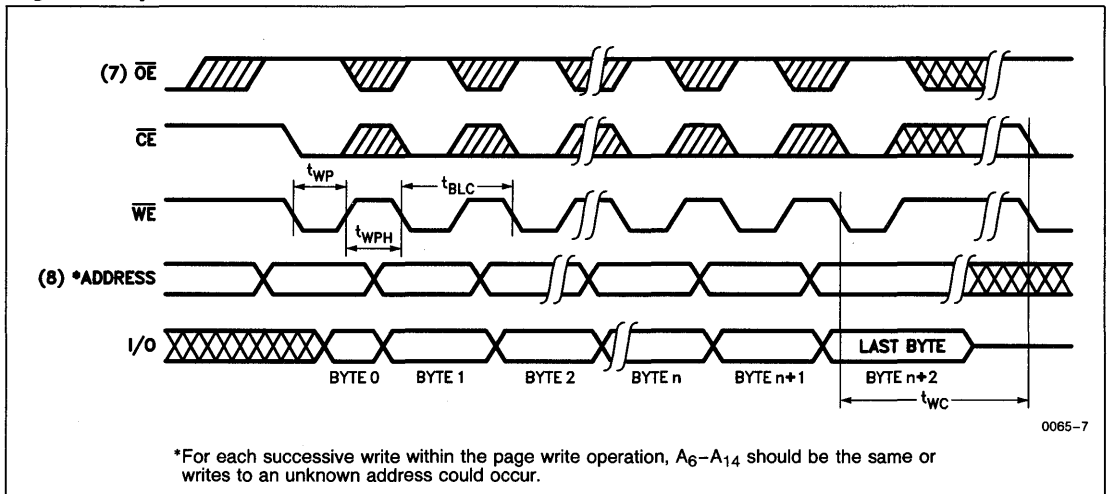 (7) OE
CE
tWP
tBLC
WE
tWPH
(8) *ADDRESS
I/O
LAST BYTE
BYTE 0 BYTE 1 BYTE 2 BYTE n BYTE n+1 BYTE n+2
tWC
0065-7
*For each successive write within the page write operation, A6–A14 should be the same or
writes to an unknown address could occur.